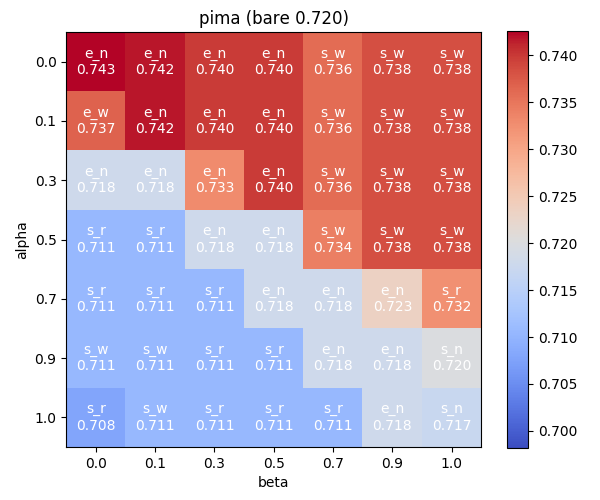 pima (bare 0.720)
e_n e_n e_n e_n s_w s_w s_w
0.0 0.743 0.742 0.740 0.740 0.736 0.738 0.738 0.740
e_w e_n e_n e_n s_w s_w s_w
0.1 0.737 0.742 0.740 0.740 0.736 0.738 0.738 0.735
e_n e_n e_n e_n s_w s_w s_w
0.3 0.718 0.718 0.733 0.740 0.736 0.738 0.738 0.730
s_r s_r e_n e_n s_w s_w s_w
0.5 0.711 0.711 0.718 0.718 0.734 0.738 0.738 0.725
alpha
s_r s_r s_r e_n e_n e_n s_r
0.7 0.711 0.711 0.711 0.718 0.718 0.723 0.732 0.720
0.715
s_w s_w s_r s_r e_n e_n s_n
0.9 0.711 0.711 0.711 0.711 0.718 0.718 0.720 0.710
s_r s_w s_r s_r s_r e_n s_n
1.0 0.708 0.711 0.711 0.711 0.711 0.718 0.717 0.705
0.700
0.0 0.1 0.3 0.5 0.7 0.9 1.0
beta